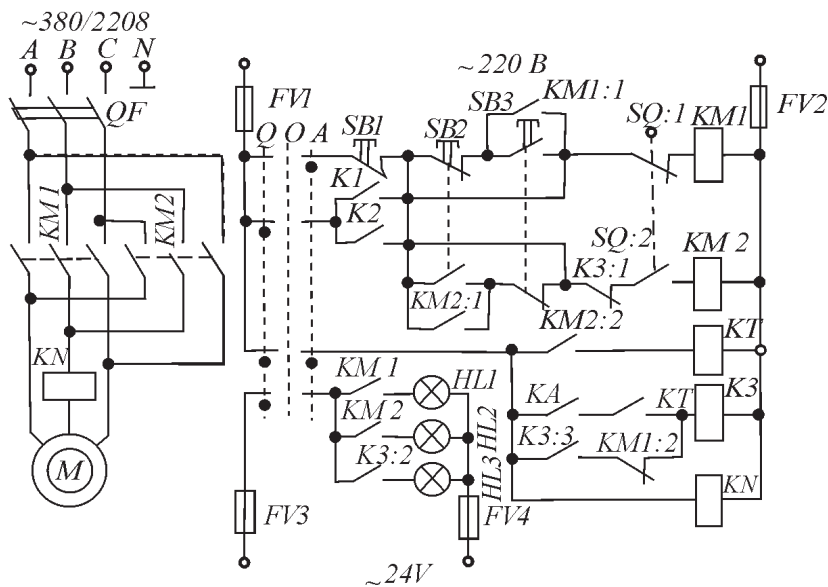 ~380/2208
A B C N
QF
KM 1
KM2
KN
M
FV1
Q O A
SB1
K1
K2
~220 В
SB2
SB3
KM1:1
SQ:1
KM1
FV2
SQ:2
KM 2
K3:1
KM2:1
KM2:2
KT
KM 1
HL1
KM 2
HL2
K3:2
HL3
KA
KT
K3
K3:3
KM1:2
KN
FV3
FV4
~24V